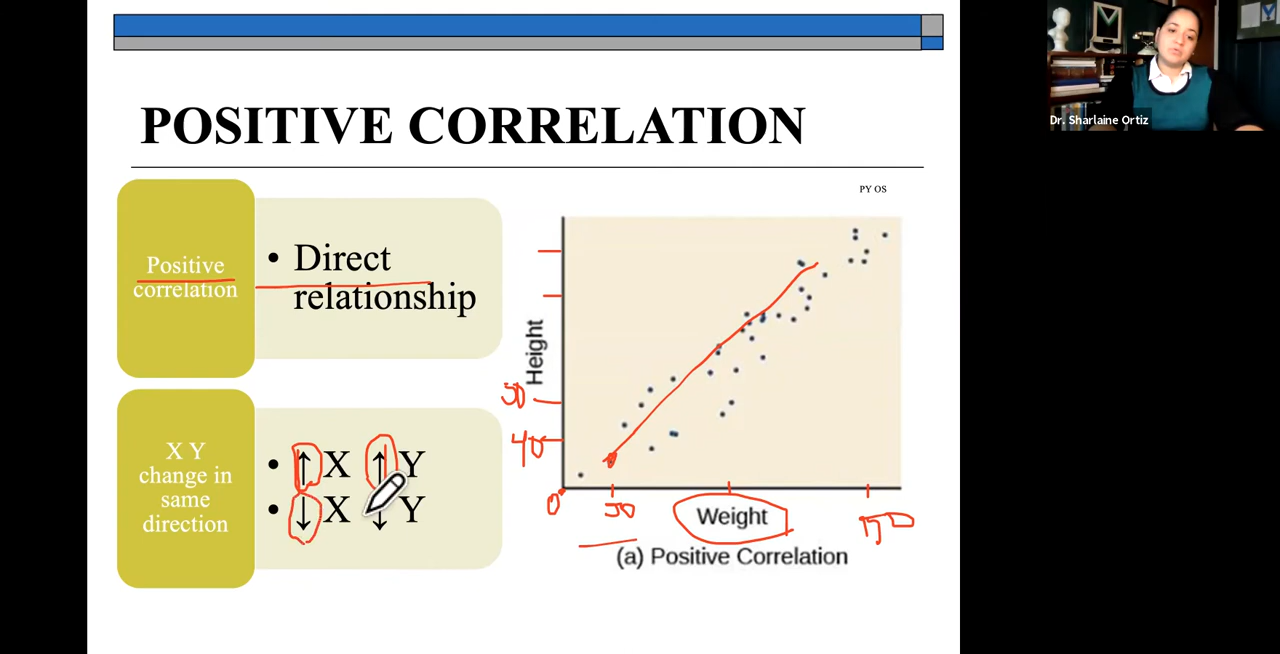 POSITIVE CORRELATION
Dr. Sharlaine Ortiz
PY OS
Positive
correlation
• Direct
relationship
X Y
change in
same
direction
• ↑ X ↑ Y
• ↓ X ↓ Y
Height
50
40
0
50
Weight
(a) Positive Correlation